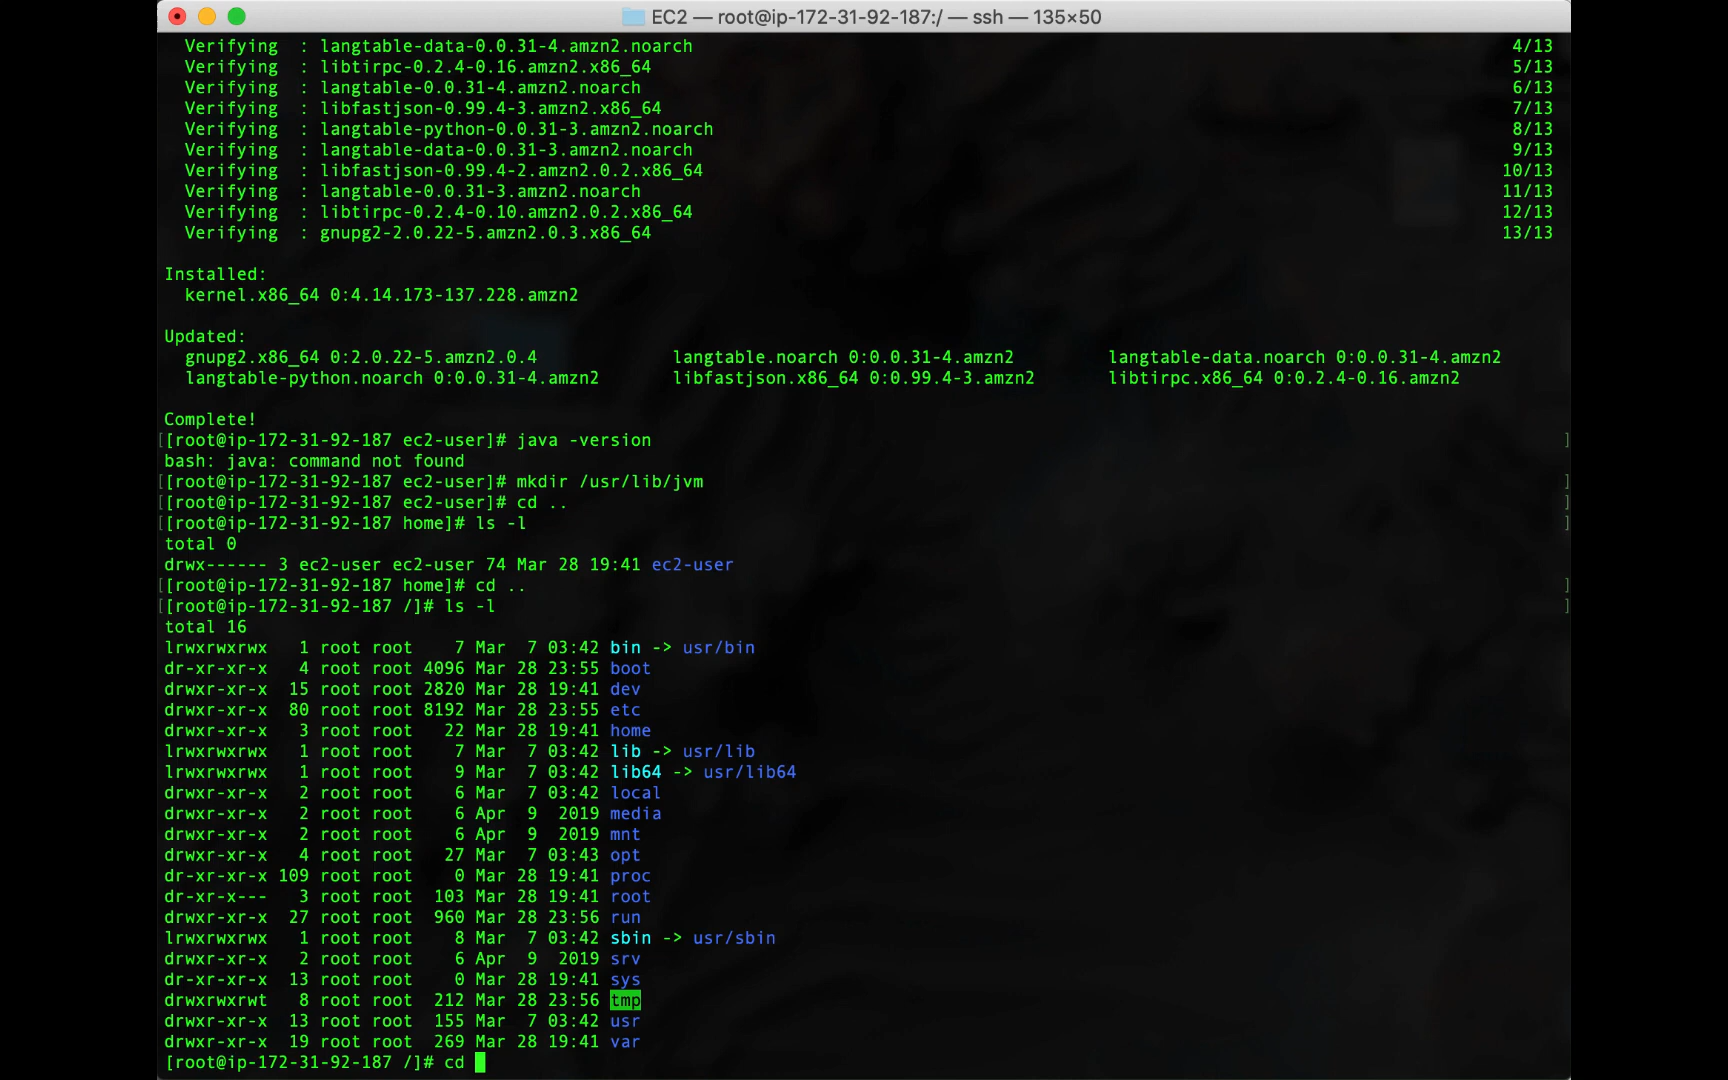 EC2 — root@ip-172-31-92-187:/ — ssh — 135×50
Verifying  : langtable-data-0.0.31-4.amzn2.noarch 4/13
Verifying  : libtirpc-0.2.4-0.16.amzn2.x86_64 5/13
Verifying  : langtable-0.0.31-4.amzn2.noarch 6/13
Verifying  : libfastjson-0.99.4-3.amzn2.x86_64 7/13
Verifying  : langtable-python-0.0.31-3.amzn2.noarch 8/13
Verifying  : langtable-data-0.0.31-3.amzn2.noarch 9/13
Verifying  : libfastjson-0.99.4-2.amzn2.0.2.x86_64 10/13
Verifying  : langtable-0.0.31-3.amzn2.noarch 11/13
Verifying  : libtirpc-0.2.4-0.10.amzn2.0.2.x86_64 12/13
Verifying  : gnupg2-2.0.22-5.amzn2.0.3.x86_64 13/13
Installed:
kernel.x86_64 0:4.14.173-137.228.amzn2
Updated:
gnupg2.x86_64 0:2.0.22-5.amzn2.0.4 langtable.noarch 0:0.0.31-4.amzn2 langtable-data.noarch 0:0.0.31-4.amzn2
langtable-python.noarch 0:0.0.31-4.amzn2 libfastjson.x86_64 0:0.99.4-3.amzn2 libtirpc.x86_64 0:0.2.4-0.16.amzn2
Complete!
[[root@ip-172-31-92-187 ec2-user]# java -version ]
bash: java: command not found
[[root@ip-172-31-92-187 ec2-user]# mkdir /usr/lib/jvm ]
[[root@ip-172-31-92-187 ec2-user]# cd .. ]
[[root@ip-172-31-92-187 home]# ls -l ]
total 0
drwx------ 3 ec2-user ec2-user 74 Mar 28 19:41 ec2-user
[[root@ip-172-31-92-187 home]# cd .. ]
[[root@ip-172-31-92-187 /]# ls -l ]
total 16
lrwxrwxrwx   1 root root    7 Mar  7 03:42 bin -> usr/bin
dr-xr-xr-x   4 root root 4096 Mar 28 23:55 boot
drwxr-xr-x  15 root root 2820 Mar 28 19:41 dev
drwxr-xr-x  80 root root 8192 Mar 28 23:55 etc
drwxr-xr-x   3 root root   22 Mar 28 19:41 home
lrwxrwxrwx   1 root root    7 Mar  7 03:42 lib -> usr/lib
lrwxrwxrwx   1 root root    9 Mar  7 03:42 lib64 -> usr/lib64
drwxr-xr-x   2 root root    6 Mar  7 03:42 local
drwxr-xr-x   2 root root    6 Apr  9  2019 media
drwxr-xr-x   2 root root    6 Apr  9  2019 mnt
drwxr-xr-x   4 root root   27 Mar  7 03:43 opt
dr-xr-xr-x 109 root root    0 Mar 28 19:41 proc
dr-xr-x---   3 root root  103 Mar 28 19:41 root
drwxr-xr-x  27 root root  960 Mar 28 23:56 run
lrwxrwxrwx   1 root root    8 Mar  7 03:42 sbin -> usr/sbin
drwxr-xr-x   2 root root    6 Apr  9  2019 srv
dr-xr-xr-x  13 root root    0 Mar 28 19:41 sys
drwxrwxrwt   8 root root  212 Mar 28 23:56 tmp
drwxr-xr-x  13 root root  155 Mar  7 03:42 usr
drwxr-xr-x  19 root root  269 Mar 28 19:41 var
[root@ip-172-31-92-187 /]# cd